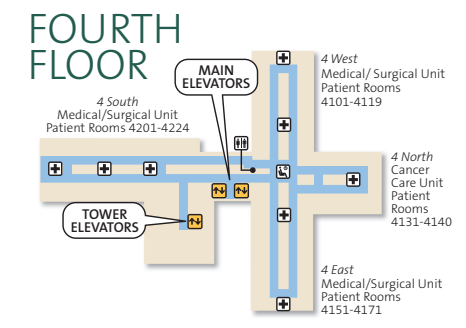 FOURTH
FLOOR
MAIN
ELEVATORS
4 West
Medical/ Surgical Unit
Patient Rooms
4101-4119
4 South
Medical/Surgical Unit
Patient Rooms 4201-4224
4 North
Cancer
Care Unit
Patient
Rooms
4131-4140
TOWER
ELEVATORS
4 East
Medical/Surgical Unit
Patient Rooms
4151-4171